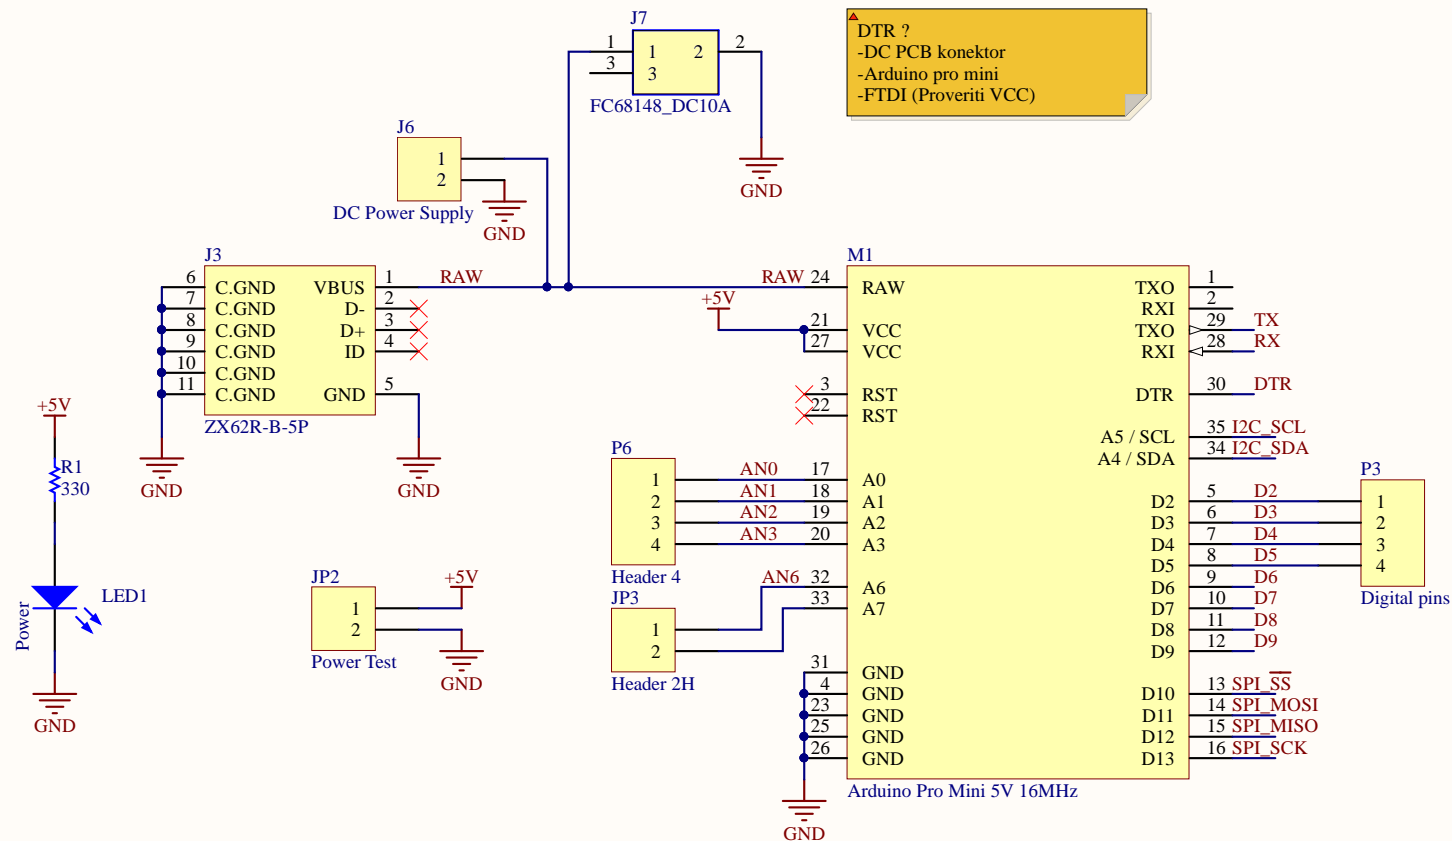 J7
1
3
1
3
2
2
FC68148_DC10A
DTR ?
-DC PCB konektor
-Arduino pro mini
-FTDI (Proveriti VCC)
GND
J6
1
2
DC Power Supply
GND
J3
6 C.GND VBUS 1 RAW
7 C.GND D- 2
8 C.GND D+ 3
9 C.GND ID 4
10 C.GND
11 C.GND GND 5
ZX62R-B-5P
GND
GND
+5V
R1
330
LED1
Power
GND
JP2
1
2
Power Test
+5V
GND
P6
1 AN0
2 AN1
3 AN2
4 AN3
Header 4
JP3
1 AN6
2
Header 2H
M1
RAW 24 RAW TXO 1
RXI 2
+5V
21 VCC TXO 29 TX
27 VCC RXI 28 RX
3 RST DTR 30 DTR
22 RST
A5 / SCL 35 I2C_SCL
A4 / SDA 34 I2C_SDA
17 A0
18 A1 D2 5 D2
19 A2 D3 6 D3
20 A3 D4 7 D4
D5 8 D5
32 A6 D6 9 D6
33 A7 D7 10 D7
D8 11 D8
D9 12 D9
31 GND
4 GND D10 13 SPI_SS
23 GND D11 14 SPI_MOSI
25 GND D12 15 SPI_MISO
26 GND D13 16 SPI_SCK
Arduino Pro Mini 5V 16MHz
GND
P3
1
2
3
4
Digital pins